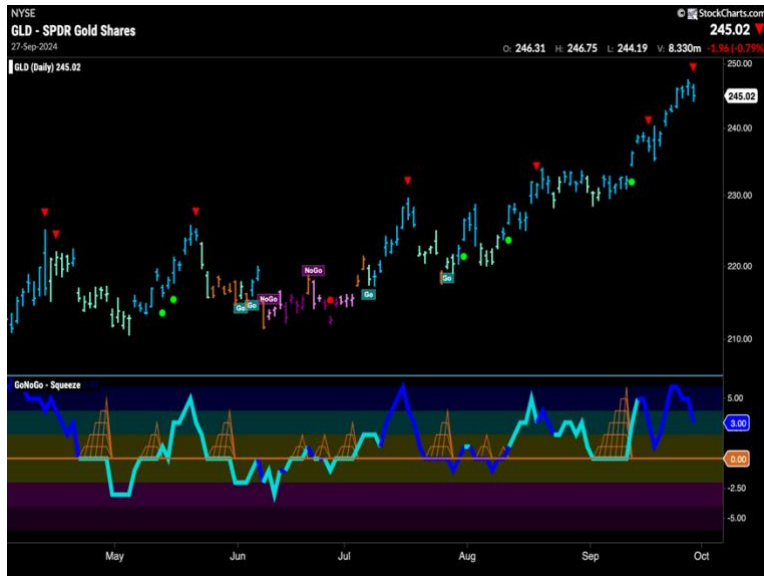 NYSE
© StockCharts.com
GLD - SPDR Gold Shares
245.02
27-Sep-2024
O: 246.31 H: 246.75 L: 244.19 V: 8.330m -1.96 (-0.79%)
GLD (Daily) 245.02
250.00
245.02
240.00
230.00
220.00
210.00
NoGo
NoGo
Go
Go
Go
Go
GoNoGo - Squeeze
5.00
3.00
0.00
-2.50
-5.00
May Jun Jul Aug Sep Oct